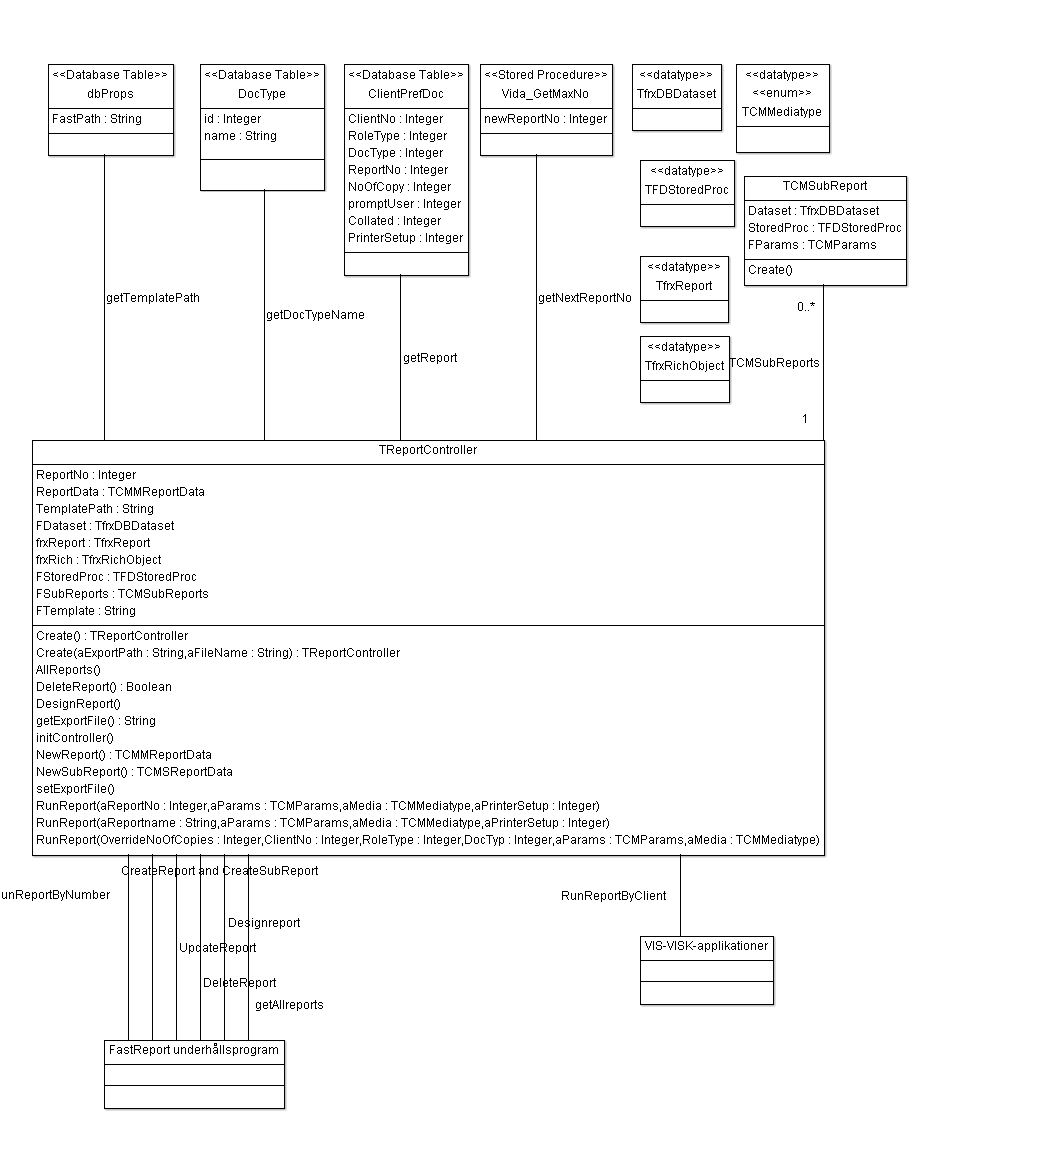 <<Database Table>>
dbProps
FastPath : String
<<Database Table>>
DocType
id : Integer
name : String
<<Database Table>>
ClientPrefDoc
ClientNo : Integer
RoleType : Integer
DocType : Integer
ReportNo : Integer
NoOfCopy : Integer
promptUser : Integer
Collated : Integer
PrinterSetup : Integer
<<Stored Procedure>>
Vida_GetMaxNo
newReportNo : Integer
<<datatype>>
TfrxDBDataset
<<datatype>>
<<enum>>
TCMMediatype
<<datatype>>
TFDStoredProc
TCMSubReport
Dataset : TfrxDBDataset
StoredProc : TFDStoredProc
FParams : TCMParams
Create()
<<datatype>>
TfrxReport
<<datatype>>
TfrxRichObject
getTemplatePath
getDocTypeName
getReport
getNextReportNo
0..*
TCMSubReports
1
TReportController
ReportNo : Integer
ReportData : TCMMReportData
TemplatePath : String
FDataset : TfrxDBDataset
frxReport : TfrxReport
frxRich : TfrxRichObject
FStoredProc : TFDStoredProc
FSubReports : TCMSubReports
FTemplate : String
Create() : TReportController
Create(aExportPath : String,aFileName : String) : TReportController
AllReports()
DeleteReport() : Boolean
DesignReport()
getExportFile() : String
initController()
NewReport() : TCMMReportData
NewSubReport() : TCMSReportData
setExportFile()
RunReport(aReportNo : Integer,aParams : TCMParams,aMedia : TCMMediatype,aPrinterSetup : Integer)
RunReport(aReportname : String,aParams : TCMParams,aMedia : TCMMediatype,aPrinterSetup : Integer)
RunReport(OverrideNoOfCopies : Integer,ClientNo : Integer,RoleType : Integer,DocTyp : Integer,aParams : TCMParams,aMedia : TCMMediatype)
CreateReport and CreateSubReport
unReportByNumber
Designreport
UpdateReport
DeleteReport
getAllreports
RunReportByClient
VIS-VISK-applikationer
FastReport underhållsprogram